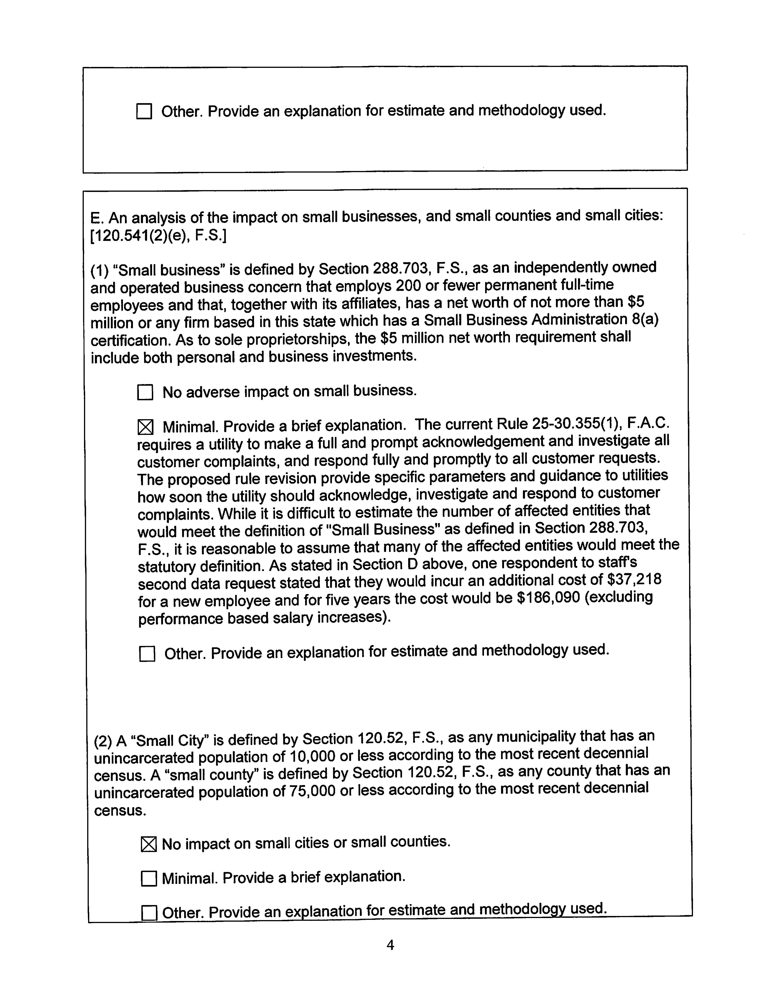 ☐ Other. Provide an explanation for estimate and methodology used.
E. An analysis of the impact on small businesses, and small counties and small cities:
[120.541(2)(e), F.S.]
(1) “Small business” is defined by Section 288.703, F.S., as an independently owned
and operated business concern that employs 200 or fewer permanent full-time
employees and that, together with its affiliates, has a net worth of not more than $5
million or any firm based in this state which has a Small Business Administration 8(a)
certification. As to sole proprietorships, the $5 million net worth requirement shall
include both personal and business investments.
☐ No adverse impact on small business.
☒ Minimal. Provide a brief explanation. The current Rule 25-30.355(1), F.A.C.
requires a utility to make a full and prompt acknowledgement and investigate all
customer complaints, and respond fully and promptly to all customer requests.
The proposed rule revision provide specific parameters and guidance to utilities
how soon the utility should acknowledge, investigate and respond to customer
complaints. While it is difficult to estimate the number of affected entities that
would meet the definition of "Small Business" as defined in Section 288.703,
F.S., it is reasonable to assume that many of the affected entities would meet the
statutory definition. As stated in Section D above, one respondent to staff's
second data request stated that they would incur an additional cost of $37,218
for a new employee and for five years the cost would be $186,090 (excluding
performance based salary increases).
☐ Other. Provide an explanation for estimate and methodology used.
(2) A “Small City” is defined by Section 120.52, F.S., as any municipality that has an
unincarcerated population of 10,000 or less according to the most recent decennial
census. A “small county” is defined by Section 120.52, F.S., as any county that has an
unincarcerated population of 75,000 or less according to the most recent decennial
census.
☒ No impact on small cities or small counties.
☐ Minimal. Provide a brief explanation.
☐ Other. Provide an explanation for estimate and methodology used.
4